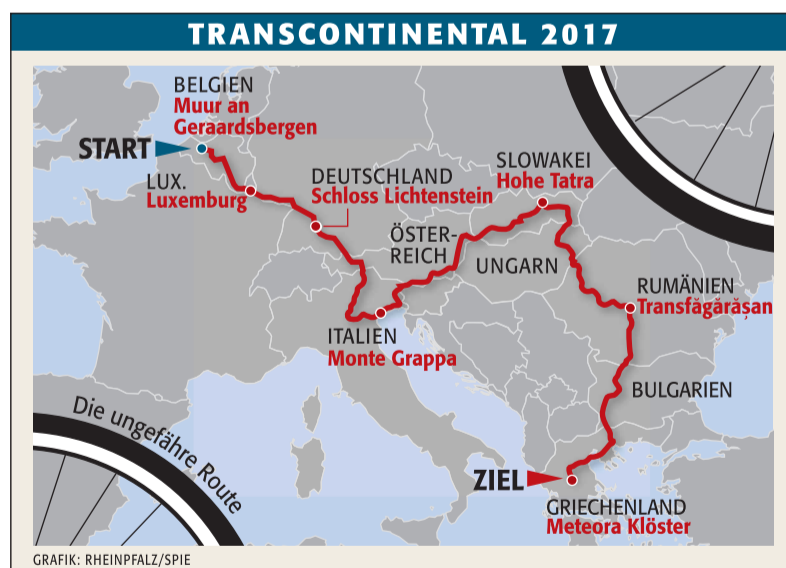 TRANSCONTINENTAL 2017
BELGIEN
Muur an
Geraardsbergen
START
LUX.
Luxemburg
DEUTSCHLAND
Schloss Lichtenstein
SLOWAKEI
Hohe Tatra
ÖSTER-
REICH
UNGARN
RUMÄNIEN
Transfăgărășan
ITALIEN
Monte Grappa
BULGARIEN
Die ungefähre Route
ZIEL
GRIECHENLAND
Meteora Klöster
GRAFIK: RHEINPFALZ/SPIE